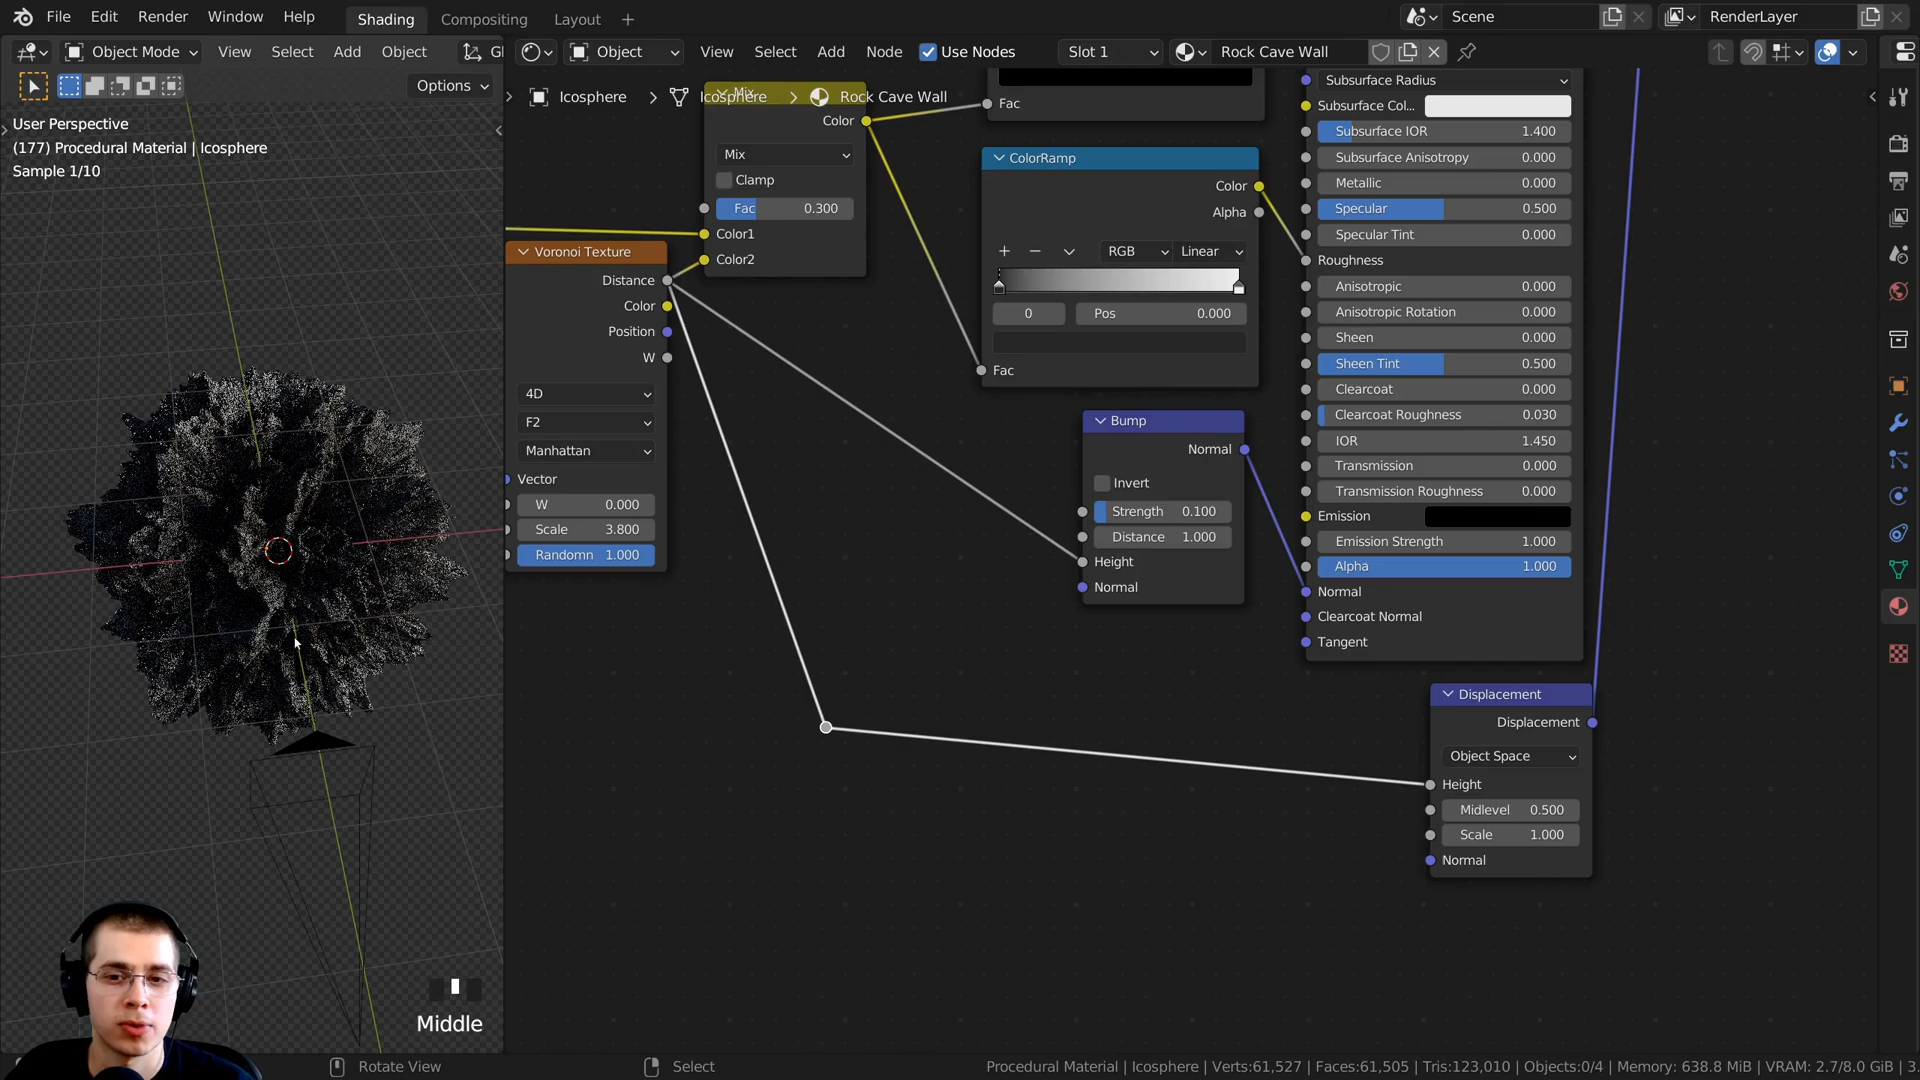 File Edit Render Window Help Shading Compositing Layout + Scene RenderLayer
Object Mode View Select Add Object Gl Object View Select Add Node Use Nodes Slot 1 Rock Cave Wall
Options
Icosphere > Icosphere > Rock Cave Wall
User Perspective
(177) Procedural Material | Icosphere
Sample 1/10
Mix
Color
Mix
Clamp
Fac 0.300
Color1
Color2
Voronoi Texture
Distance
Color
Position
W
4D
F2
Manhattan
Vector
W 0.000
Scale 3.800
Randomn 1.000
Fac
ColorRamp
Color
Alpha
+ − RGB Linear
0 Pos 0.000
Fac
Bump
Normal
Invert
Strength 0.100
Distance 1.000
Height
Normal
Subsurface Radius
Subsurface Col...
Subsurface IOR 1.400
Subsurface Anisotropy 0.000
Metallic 0.000
Specular 0.500
Specular Tint 0.000
Roughness
Anisotropic 0.000
Anisotropic Rotation 0.000
Sheen 0.000
Sheen Tint 0.500
Clearcoat 0.000
Clearcoat Roughness 0.030
IOR 1.450
Transmission 0.000
Transmission Roughness 0.000
Emission
Emission Strength 1.000
Alpha 1.000
Normal
Clearcoat Normal
Tangent
Displacement
Displacement
Object Space
Height
Midlevel 0.500
Scale 1.000
Normal
Middle
Rotate View Select Procedural Material | Icosphere | Verts:61,527 | Faces:61,505 | Tris:123,010 | Objects:0/4 | Memory: 638.8 MiB | VRAM: 2.7/8.0 GiB | 3.